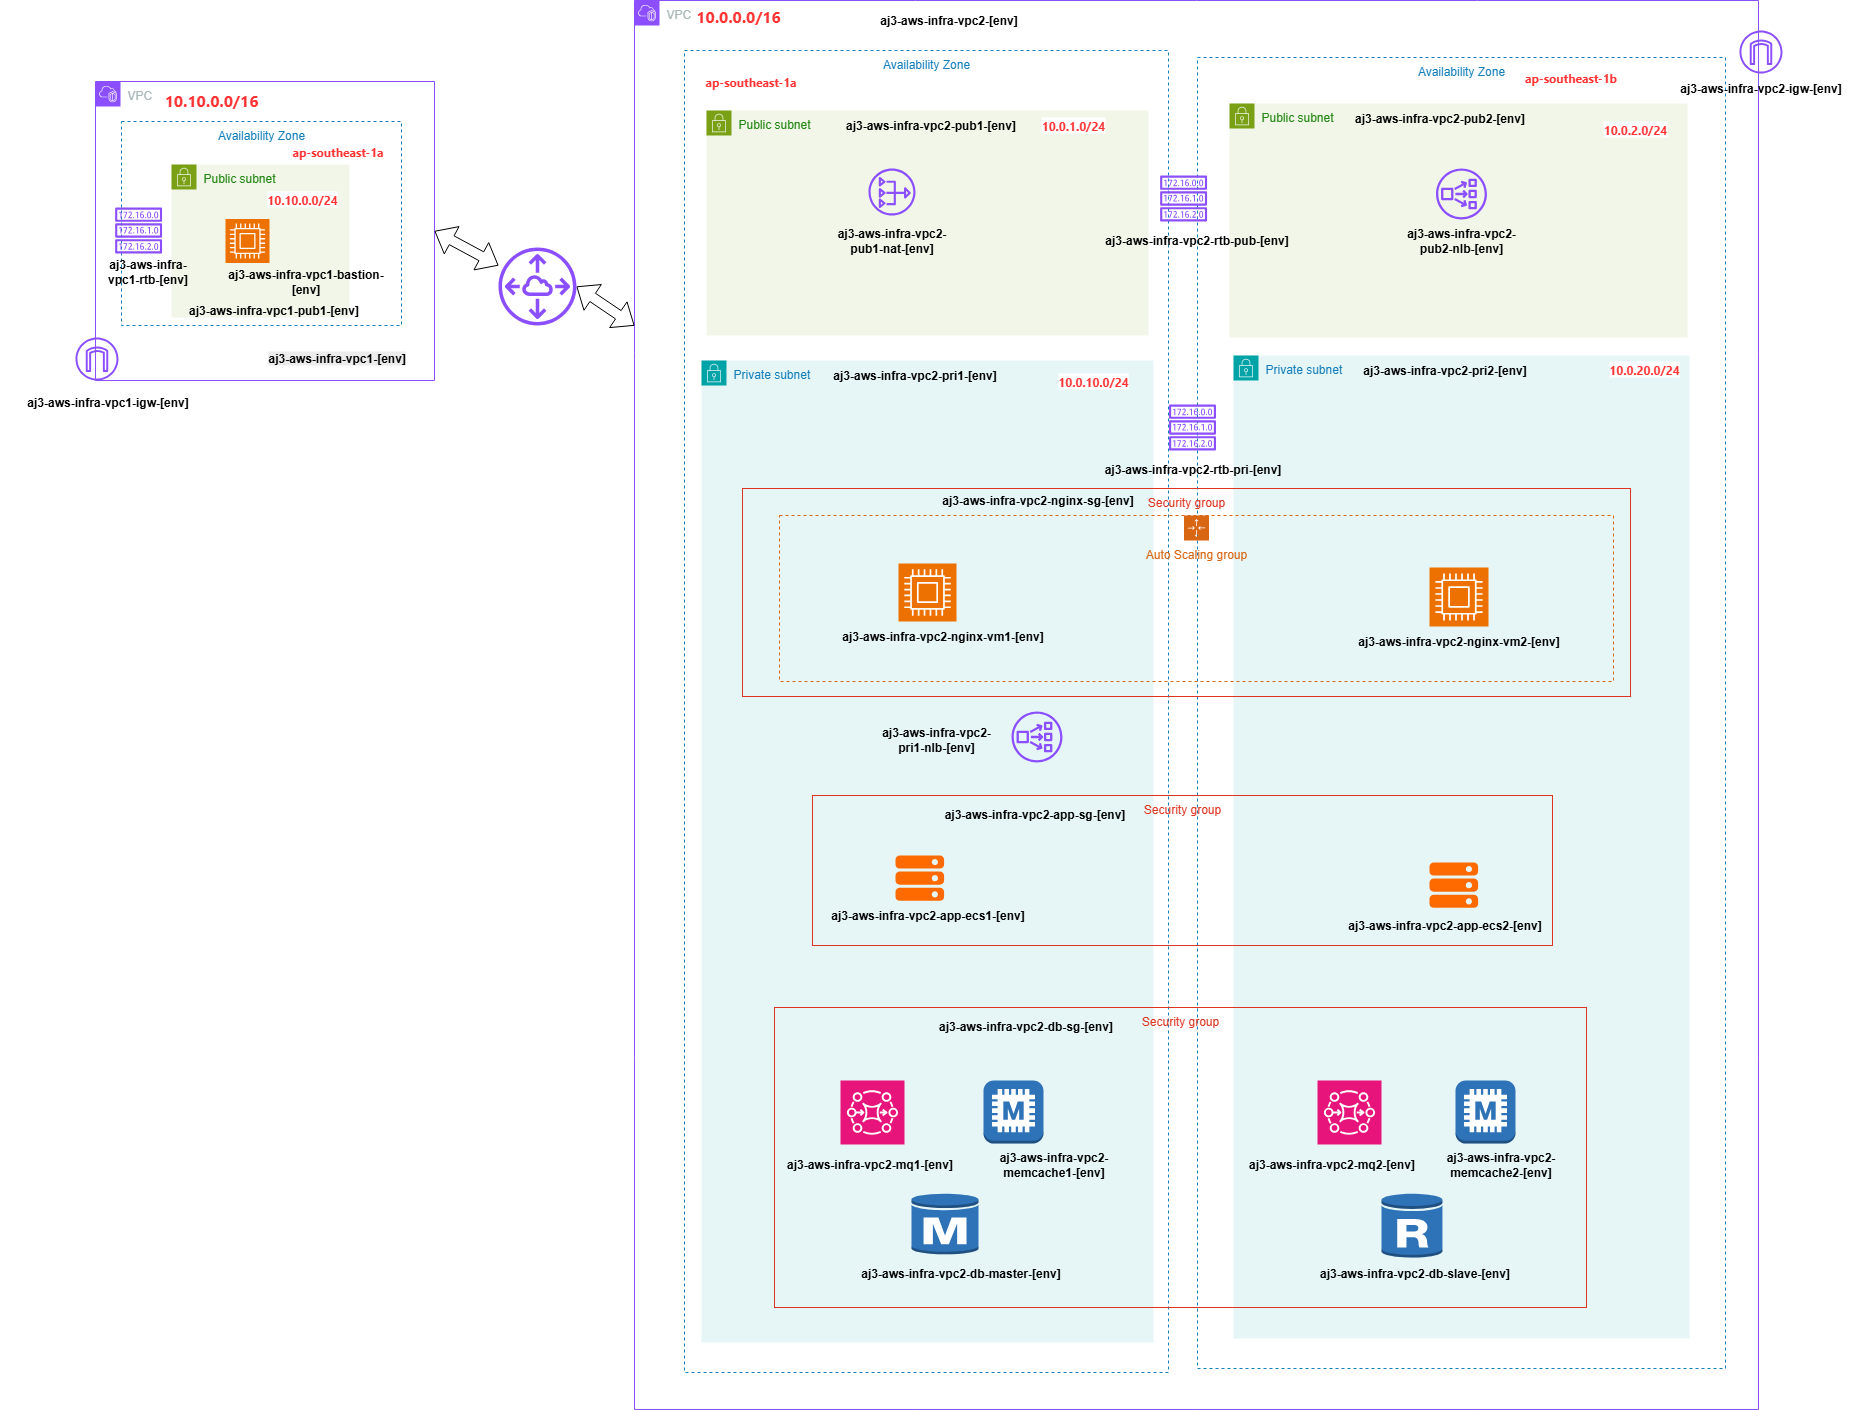 VPC
10.10.0.0/16
Availability Zone
ap-southeast-1a
Public subnet
10.10.0.0/24
172.16.0.0
172.16.1.0
172.16.2.0
aj3-aws-infra-
vpc1-rtb-[env]
aj3-aws-infra-vpc1-bastion-
[env]
aj3-aws-infra-vpc1-pub1-[env]
aj3-aws-infra-vpc1-[env]
aj3-aws-infra-vpc1-igw-[env]
VPC
10.0.0.0/16
aj3-aws-infra-vpc2-[env]
aj3-aws-infra-vpc2-igw-[env]
Availability Zone
ap-southeast-1a
Availability Zone
ap-southeast-1b
Public subnet
aj3-aws-infra-vpc2-pub1-[env]
10.0.1.0/24
aj3-aws-infra-vpc2-
pub1-nat-[env]
172.16.0.0
172.16.1.0
172.16.2.0
aj3-aws-infra-vpc2-rtb-pub-[env]
Public subnet
aj3-aws-infra-vpc2-pub2-[env]
10.0.2.0/24
aj3-aws-infra-vpc2-
pub2-nlb-[env]
Private subnet
aj3-aws-infra-vpc2-pri1-[env]
10.0.10.0/24
172.16.0.0
172.16.1.0
172.16.2.0
aj3-aws-infra-vpc2-rtb-pri-[env]
Private subnet
aj3-aws-infra-vpc2-pri2-[env]
10.0.20.0/24
aj3-aws-infra-vpc2-nginx-sg-[env]
Security group
Auto Scaling group
aj3-aws-infra-vpc2-nginx-vm1-[env]
aj3-aws-infra-vpc2-nginx-vm2-[env]
aj3-aws-infra-vpc2-
pri1-nlb-[env]
aj3-aws-infra-vpc2-app-sg-[env]
Security group
aj3-aws-infra-vpc2-app-ecs1-[env]
aj3-aws-infra-vpc2-app-ecs2-[env]
aj3-aws-infra-vpc2-db-sg-[env]
Security group
M
M
aj3-aws-infra-vpc2-mq1-[env]
aj3-aws-infra-vpc2-
memcache1-[env]
aj3-aws-infra-vpc2-mq2-[env]
aj3-aws-infra-vpc2-
memcache2-[env]
M
R
aj3-aws-infra-vpc2-db-master-[env]
aj3-aws-infra-vpc2-db-slave-[env]